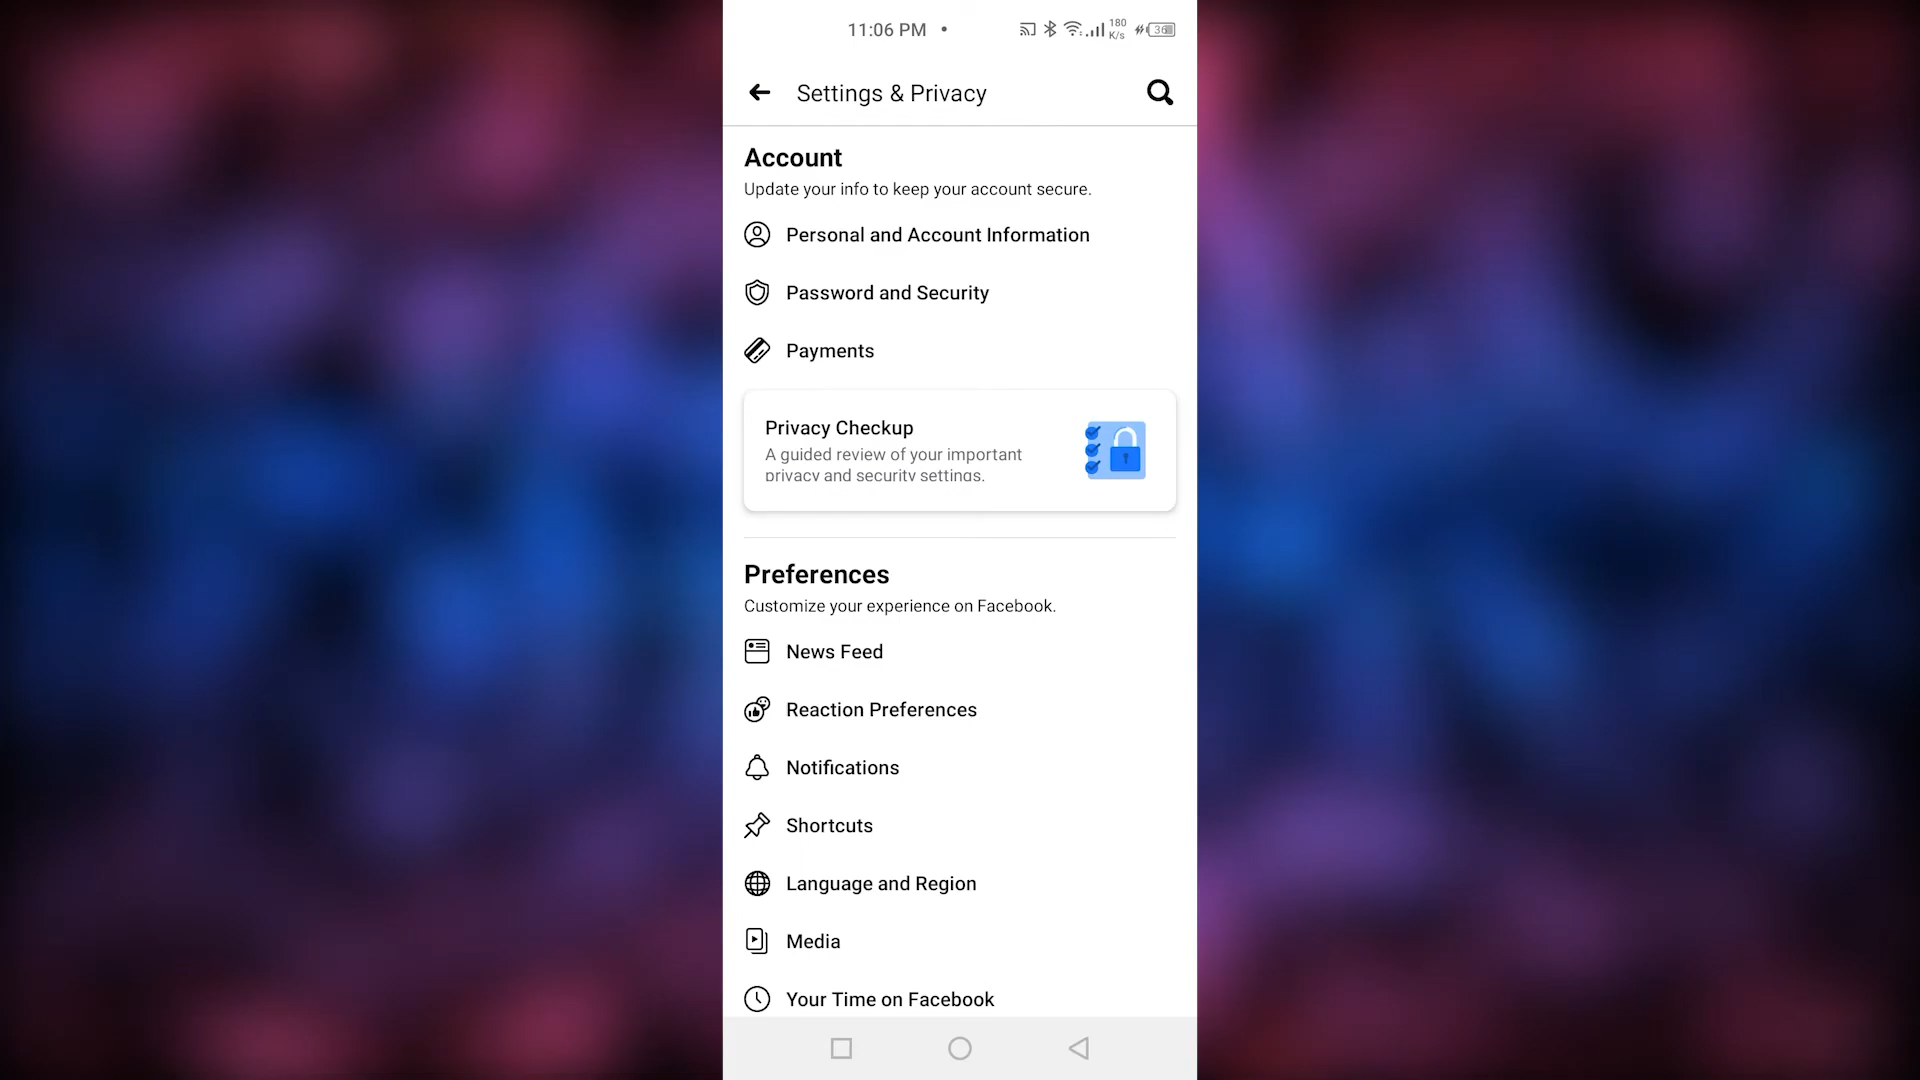 11:06 PM
180
K/s
36
Settings & Privacy
Account
Update your info to keep your account secure.
Personal and Account Information
Password and Security
Payments
Privacy Checkup
A guided review of your important
privacy and security settings.
Preferences
Customize your experience on Facebook.
News Feed
Reaction Preferences
Notifications
Shortcuts
Language and Region
Media
Your Time on Facebook